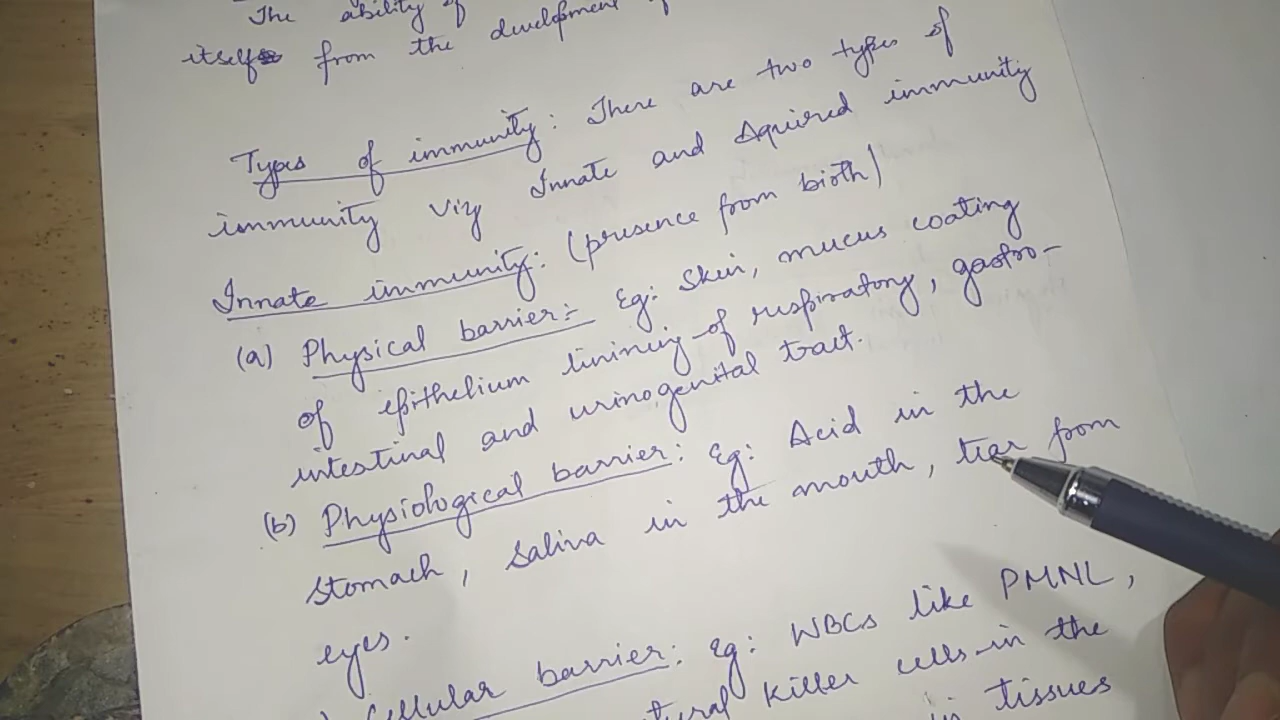 The ability of
itself from the development
Types of immunity: There are two types of
immunity viz Innate and Aquired immunity
Innate immunity: (presence from birth)
(a) Physical barrier:- Eg: Skin, mucus coating
of epithelium linining of respiratory, gastro-
intestinal and urinogenital tract.
(b) Physiological barrier: Eg: Acid in the
stomach, saliva in the mouth, tear from
eyes.
Cellular barrier: Eg: WBCs like PMNL,
killer cells in the
tissues